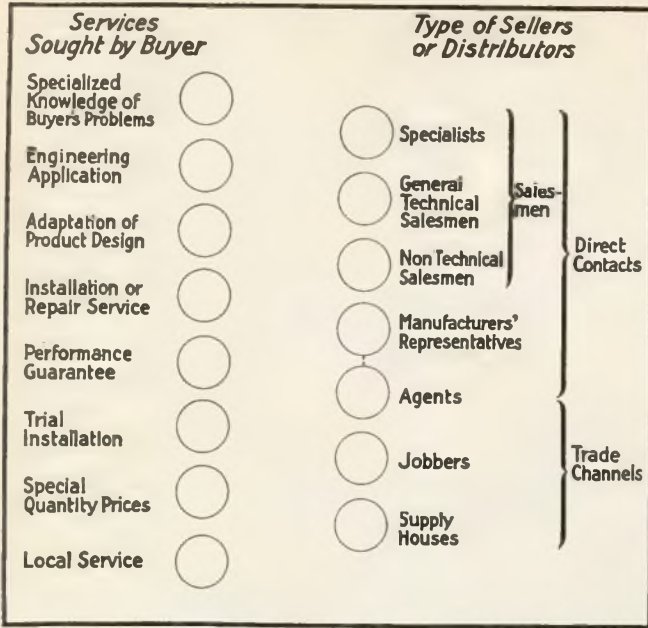 Services
Sought by Buyer
Specialized
Knowledge of
Buyer's Problems
Engineering
Application
Adaptation of
Product Design
Installation or
Repair Service
Performance
Guarantee
Trial
Installation
Special
Quantity Prices
Local Service
Type of Sellers
or Distributors
Specialists
General
Technical
Salesmen
Non Technical
Salesmen
Sales-
men
Manufacturers'
Representatives
Agents
Jobbers
Supply
Houses
Direct
Contacts
Trade
Channels